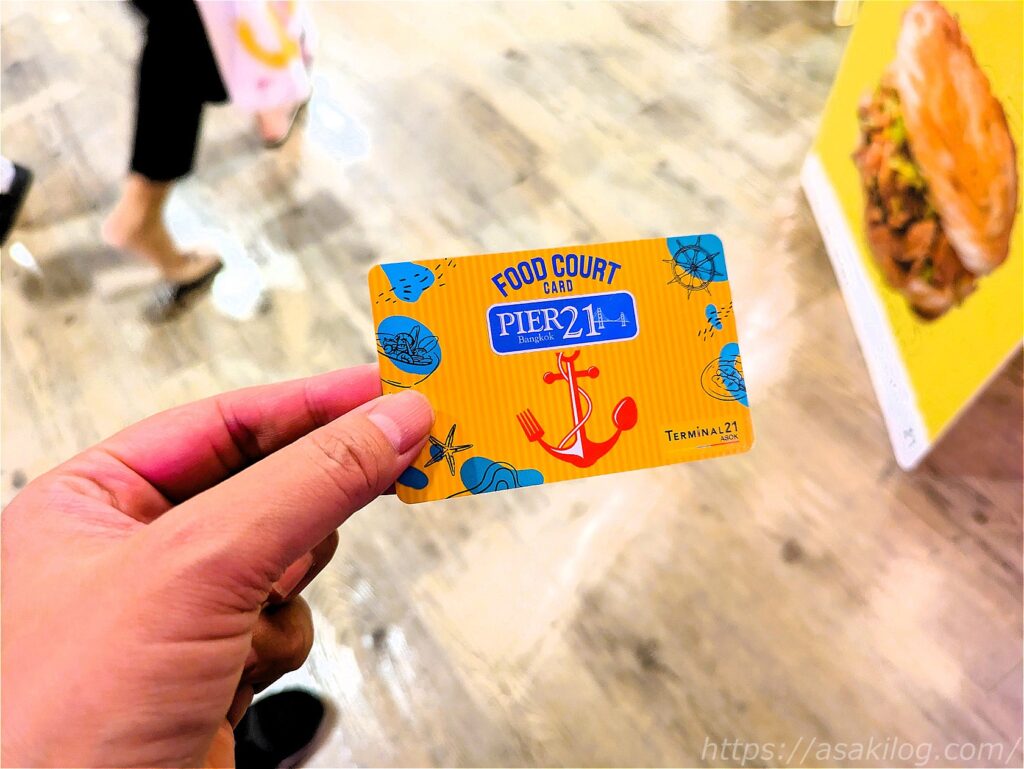 FOOD COURT
CARD
PIER21
Bangkok
TERMINAL21
ASOK
https://asakilog.com/